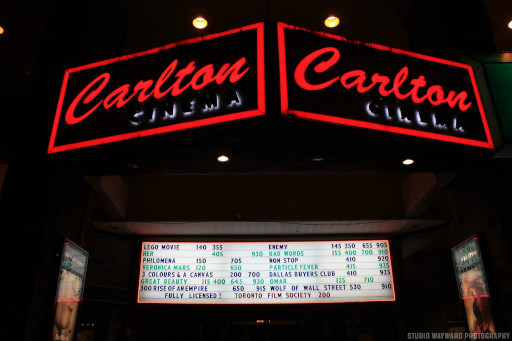 Carlton
CINEMA
Carlton
CINEMA
LEGO MOVIE 140 355
HER 405 930
PHILOMENA 150 705
VERONICA MARS 120 650
3 COLOURS & A CANVAS 200 700
GREAT BEAUTY 115 400 645
300 RISE OF AN EMPIRE 650 915
FULLY LICENSED! TORONTO FILM SOCIETY 200
ENEMY 145 350 655 905
BAD WORDS 155 400 700 910
NON STOP 410 920
PARTICLE FEVER 415 925
DALLAS BUYERS CLUB 410 935
OMAR 125 710
WOLF OF WALL STREET 530 910
STUDIO WAYWARD PHOTOGRAPHY